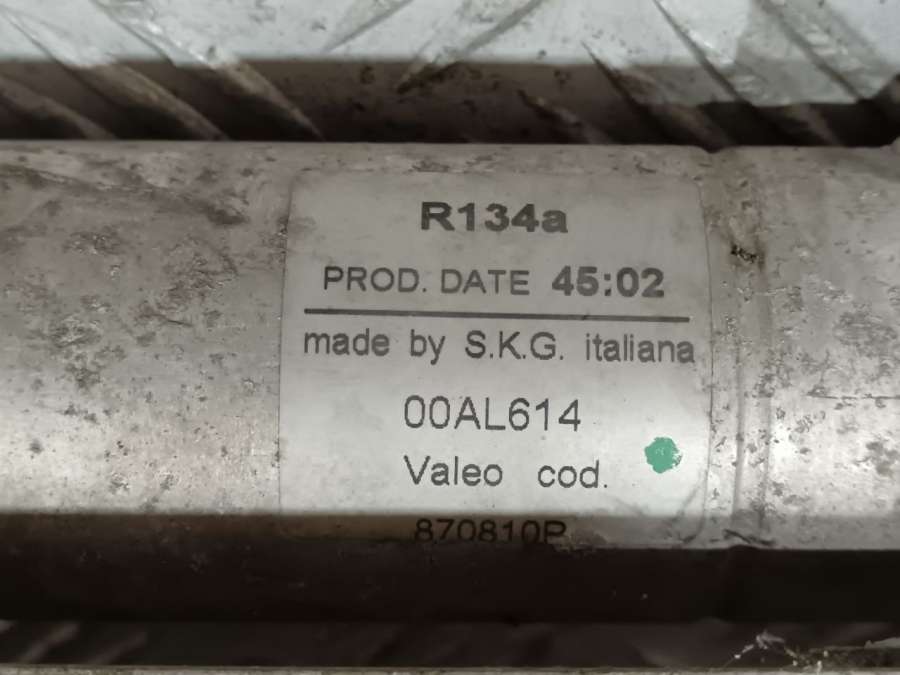 R134a
PROD. DATE 45:02
made by S.K.G. italiana
00AL614
Valeo cod.
870810P